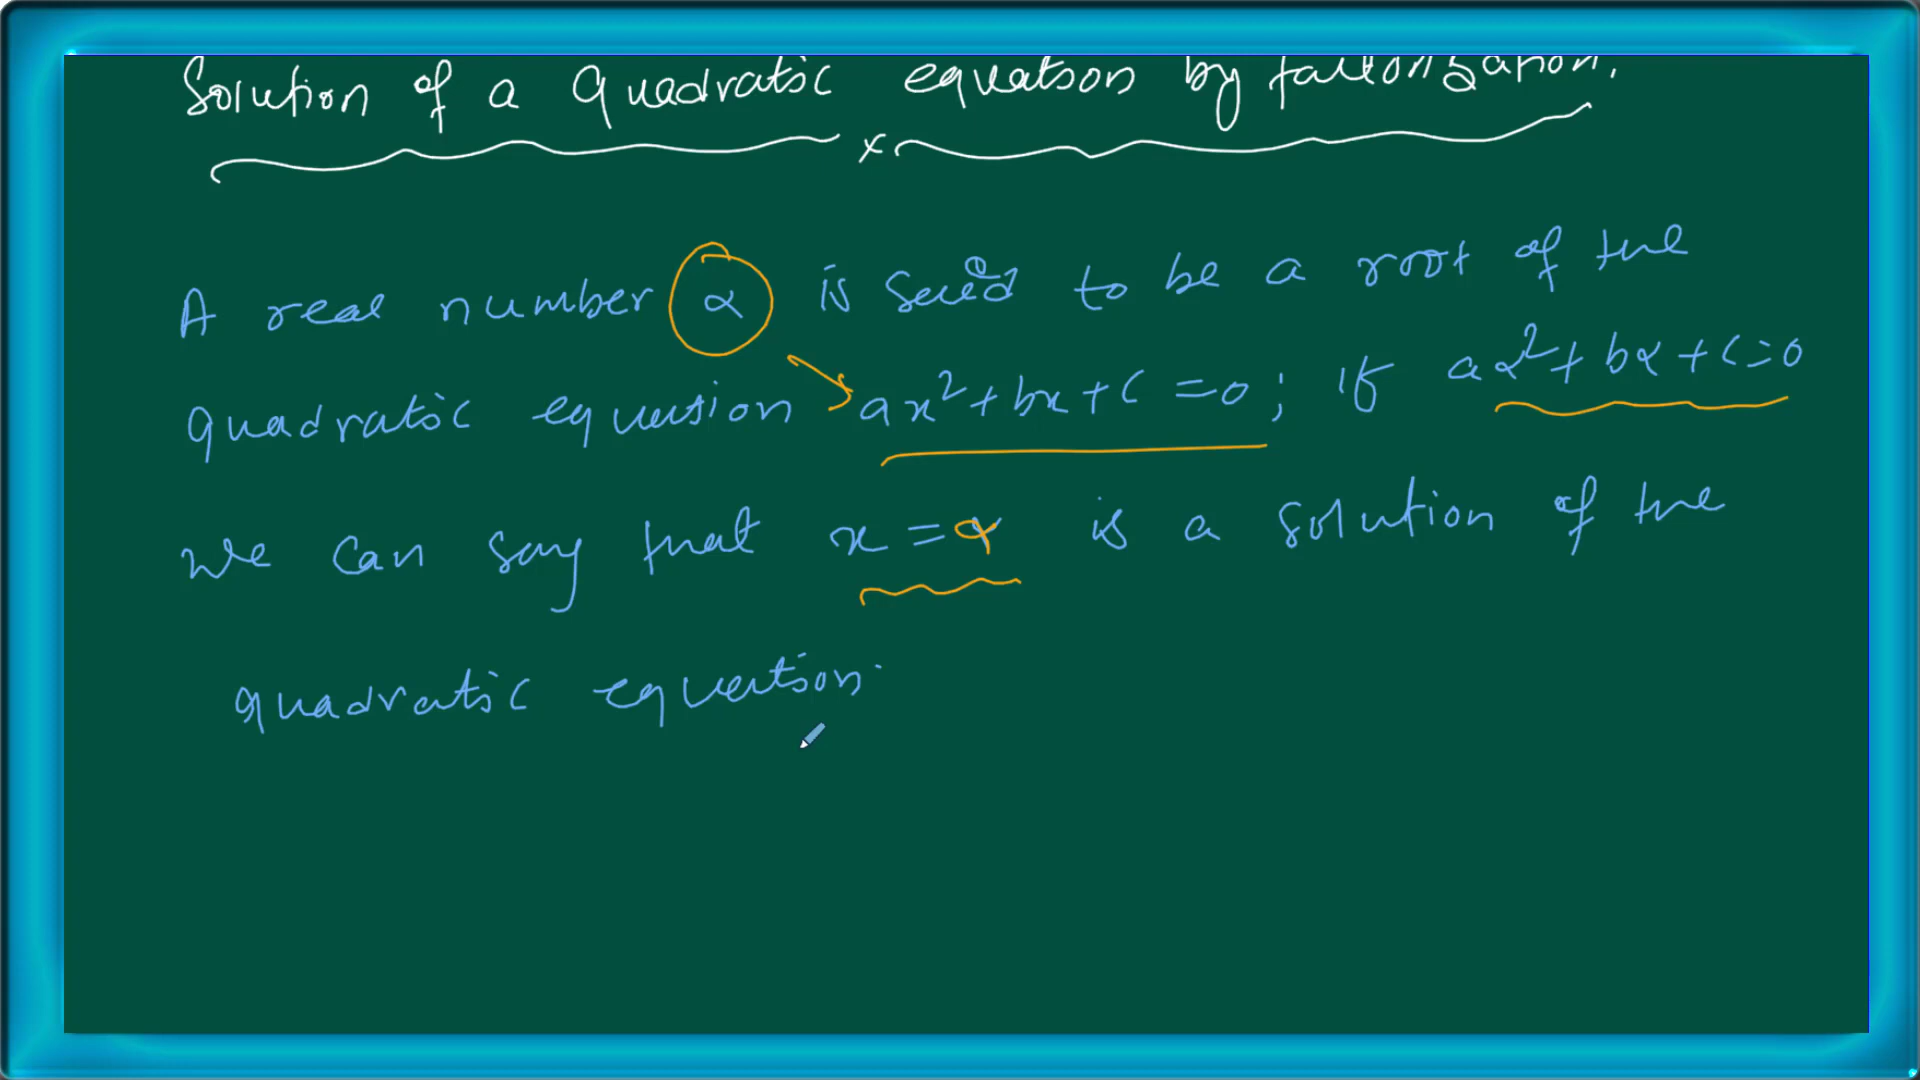 Solution of a Quadratic equation by factorization.
x
A real number α is said to be a root of the
quadratic equation ax²+bx+c=0; if aα²+bα+c=0
we can say that x=α is a solution of the
quadratic equation.